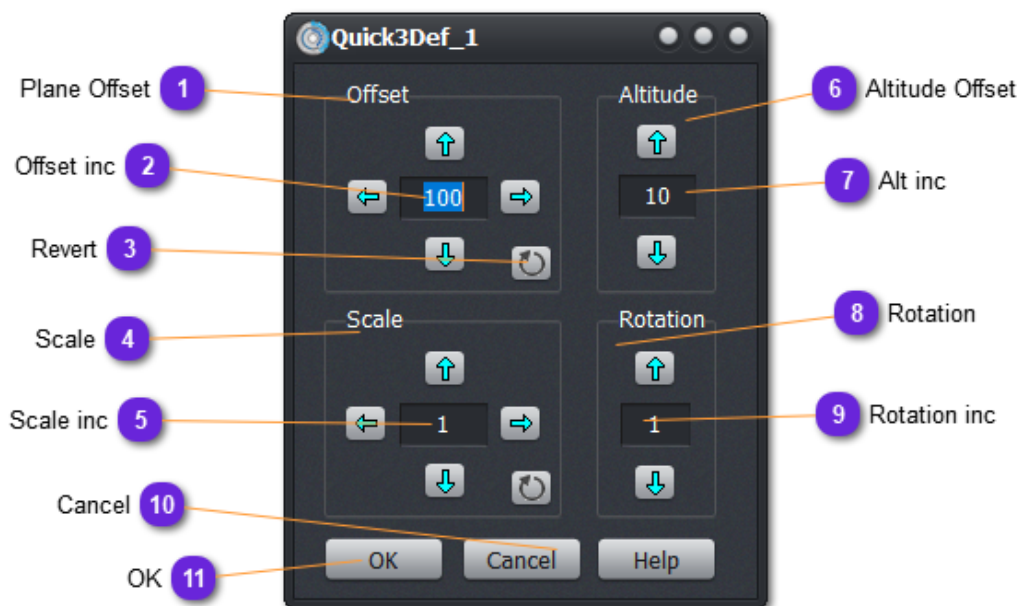 Quick3Def_1
Plane Offset 1
Offset
Altitude
6 Altitude Offset
Offset inc 2
100
10
7 Alt inc
Revert 3
Scale 4
Scale
Rotation
8 Rotation
Scale inc 5
1
1
9 Rotation inc
Cancel 10
OK 11
OK
Cancel
Help